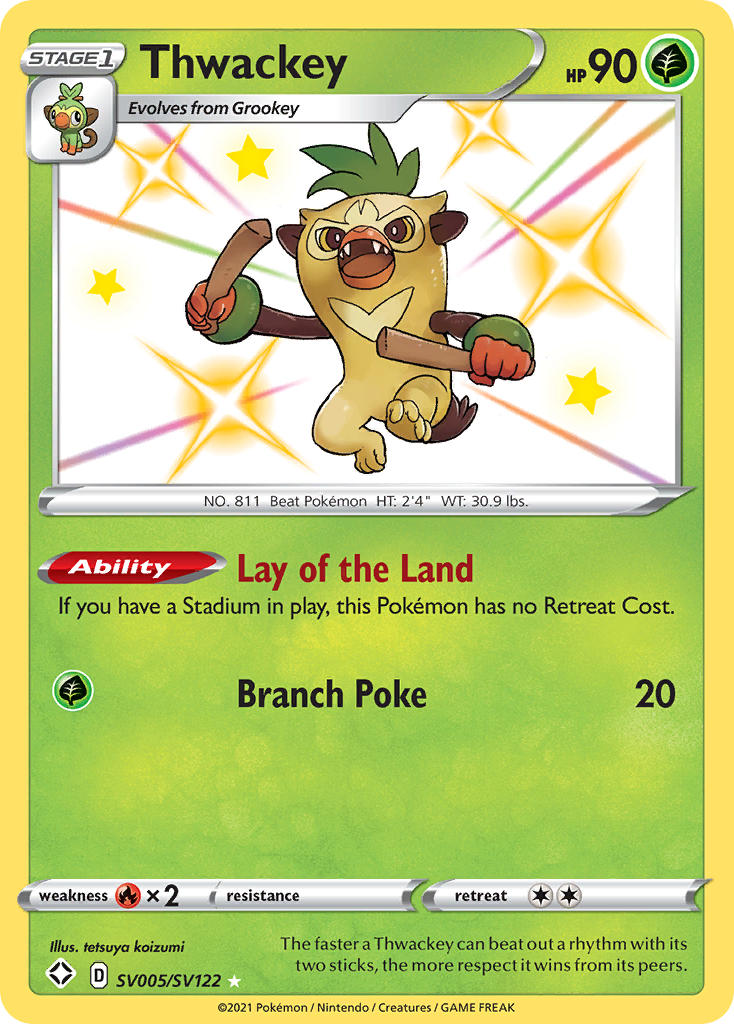 STAGE1
Thwackey
HP90
Evolves from Grookey
NO. 811 Beat Pokémon HT: 2'4" WT: 30.9 lbs.
Ability Lay of the Land
If you have a Stadium in play, this Pokémon has no Retreat Cost.
Branch Poke 20
weakness ×2 resistance retreat
Illus. tetsuya koizumi
The faster a Thwackey can beat out a rhythm with its
two sticks, the more respect it wins from its peers.
D SV005/SV122
©2021 Pokémon / Nintendo / Creatures / GAME FREAK